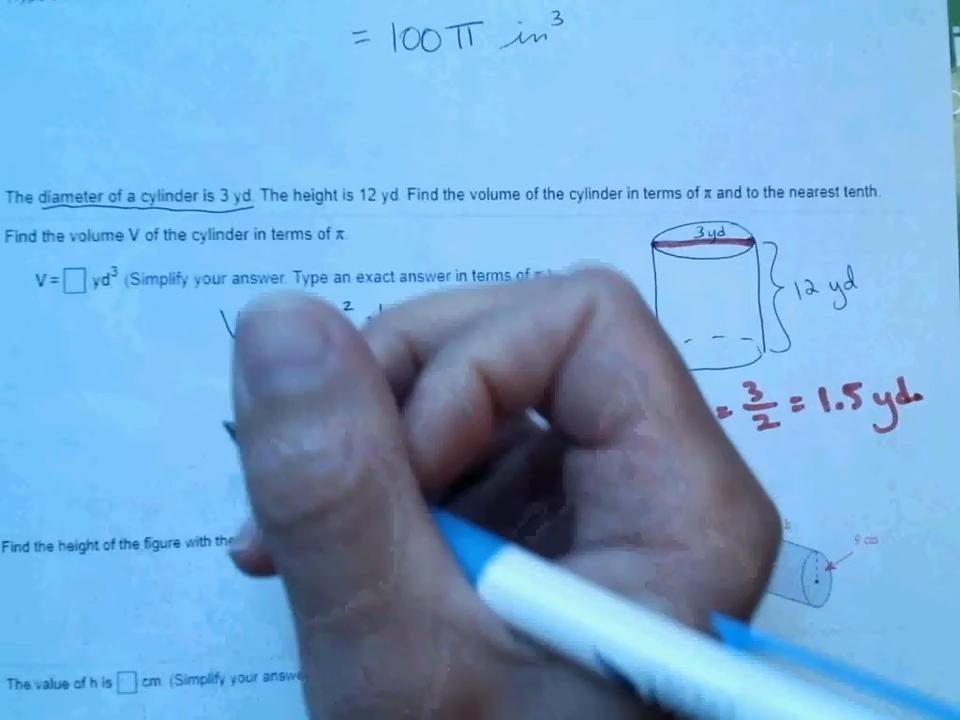 = 100 π in³
The diameter of a cylinder is 3 yd. The height is 12 yd. Find the volume of the cylinder in terms of π and to the nearest tenth.
Find the volume V of the cylinder in terms of π.
3 yd
V = yd³ (Simplify your answer. Type an exact answer in terms of
12 yd
V 2
= 3/2 = 1.5 yd.
Find the height of the figure with the
9 cm
The value of h is cm. (Simplify your